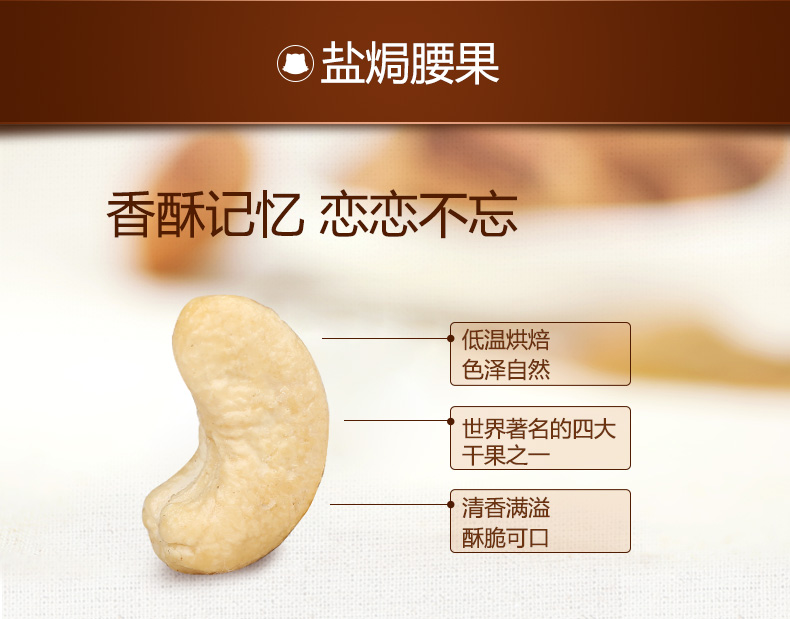 盐焗腰果
香酥记忆 恋恋不忘
低温烘焙
色泽自然
世界著名的四大
干果之一
清香满溢
酥脆可口